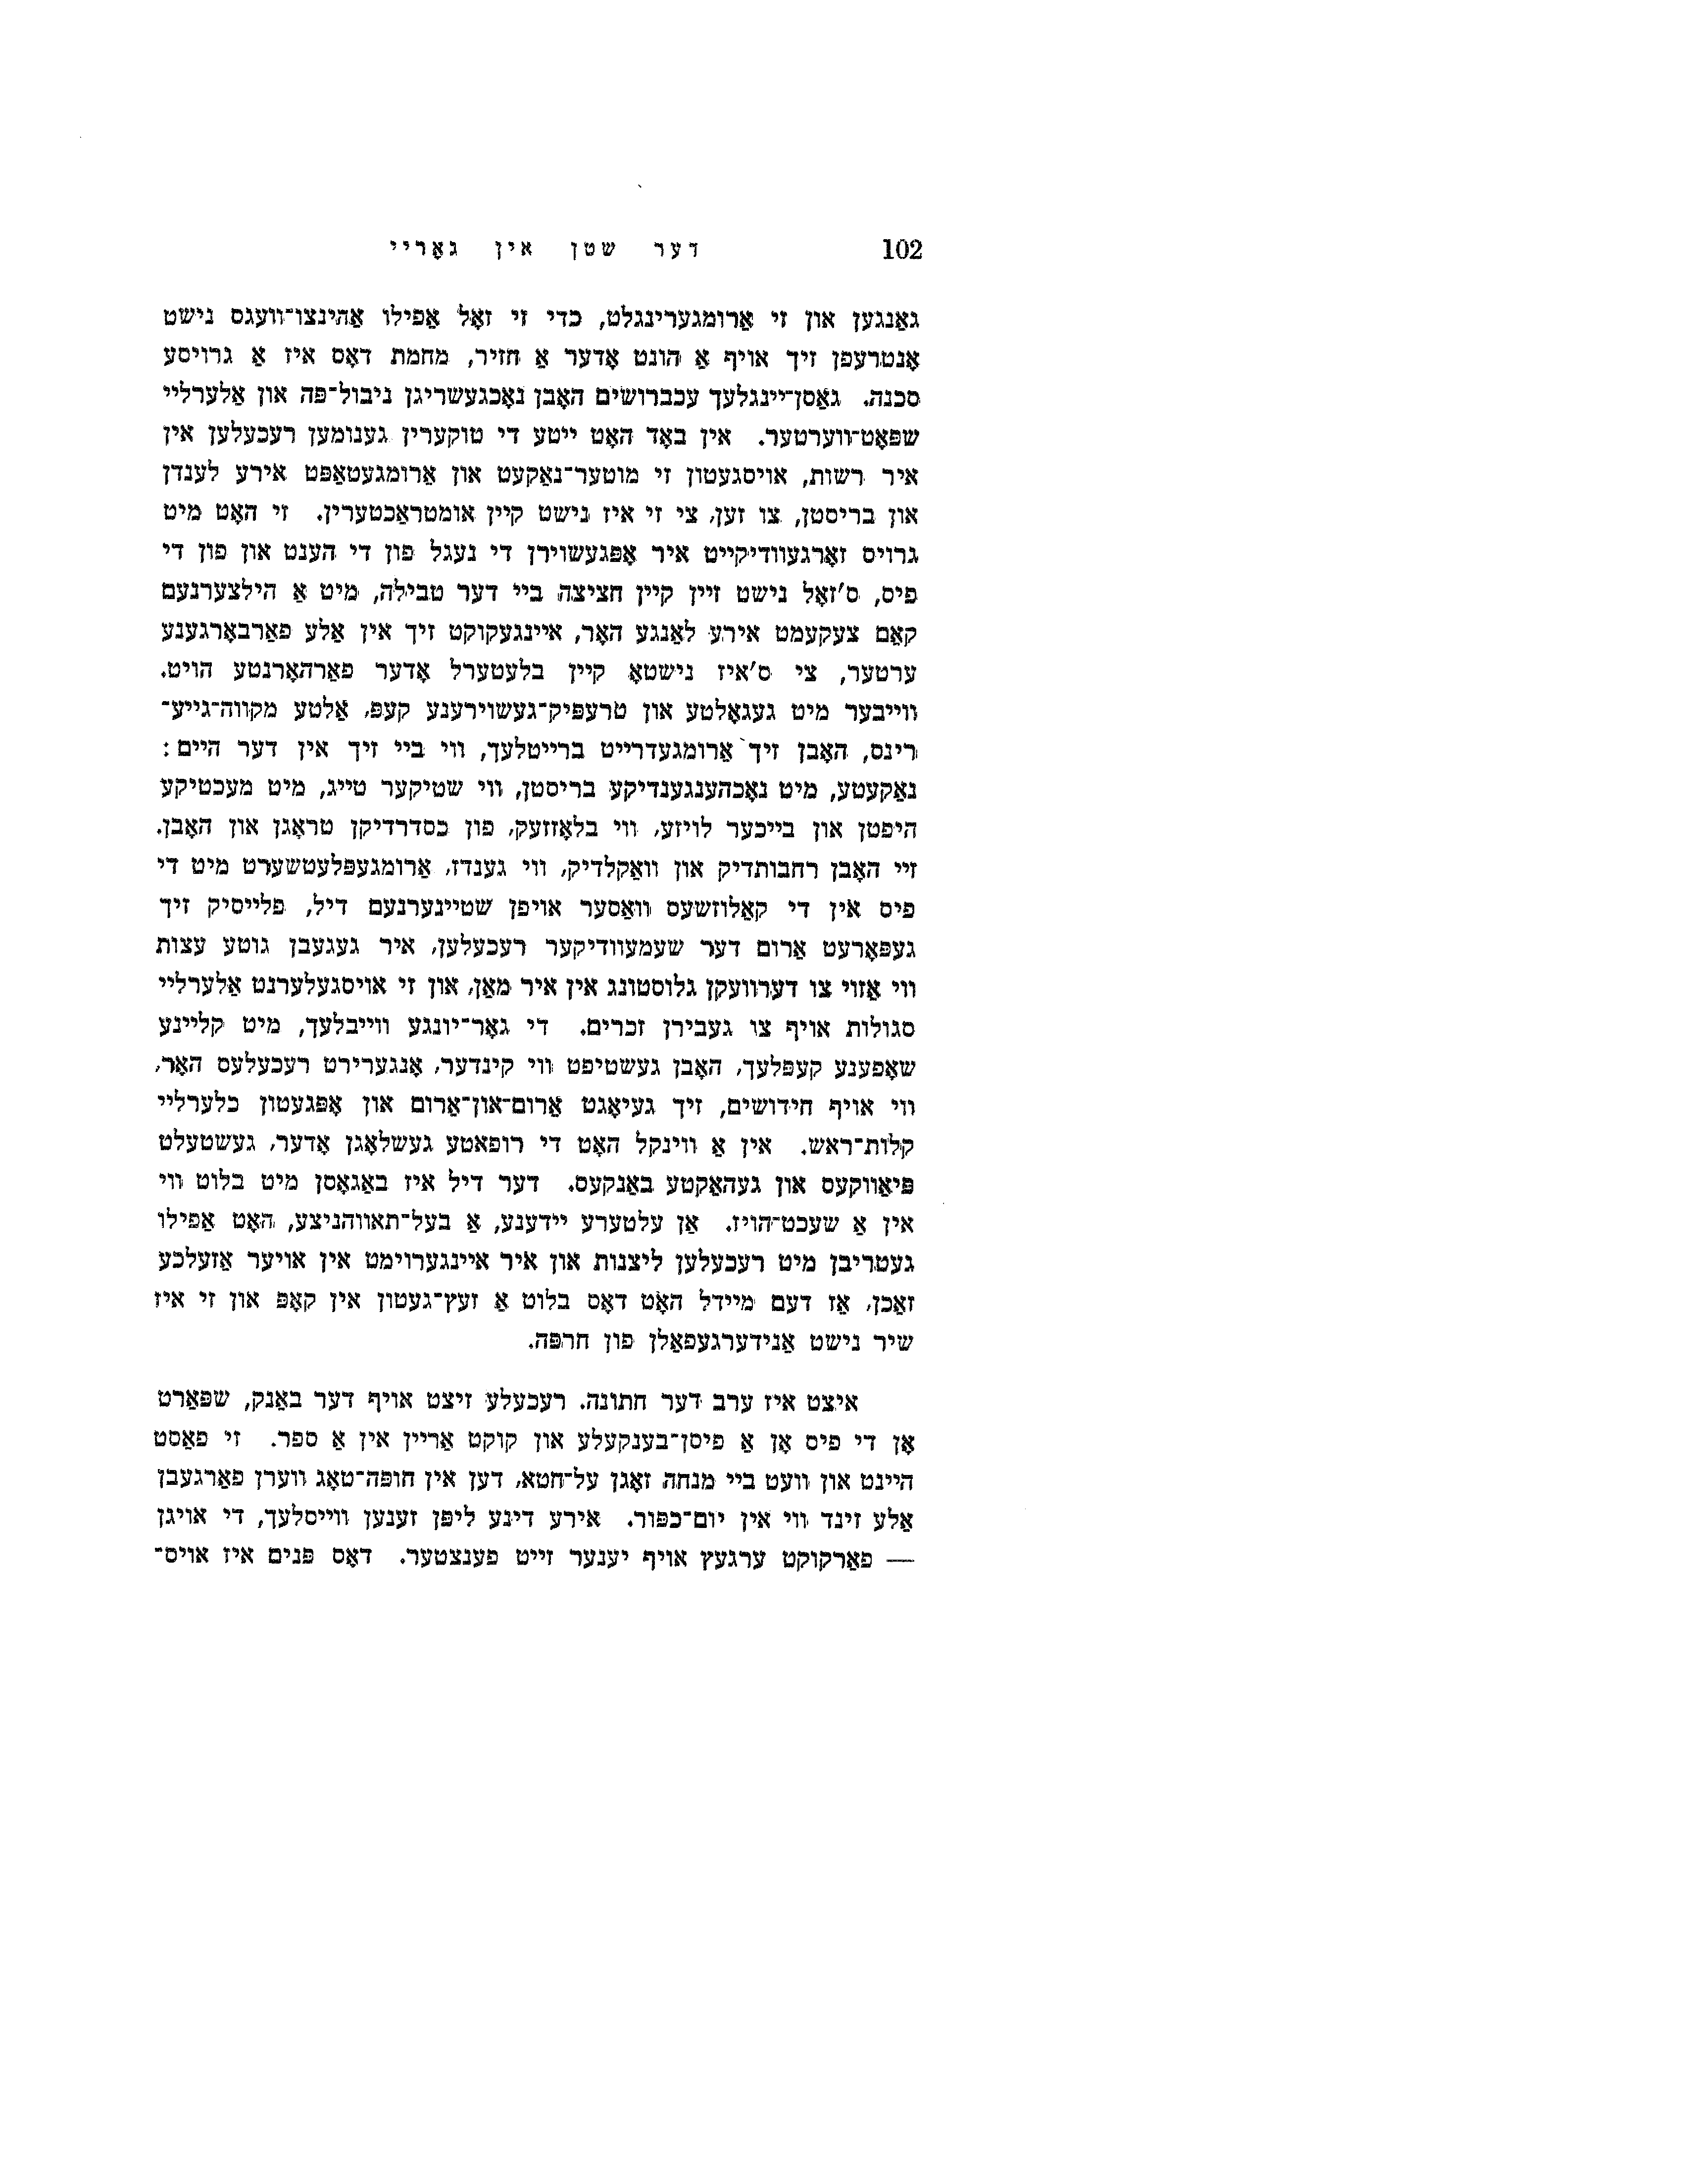 102 דער שטן אין גאָריי
גאַנגען און זי אַרומגערינגלט, כדי זי זאָל אַפילו אַהינצו־וועגס נישט
אָנטרעפן זיך אויף אַ הונט אָדער אַ חזיר, מחמת דאָס איז אַ גרויסע
סכנה. גאַסן־יינגלעך עכברושים האָבן נאָכגעשריגן ניבול־פה און אַלערליי
שפּאָט־ווערטער. אין באָד האָט ייטע די טוקערין גענומען רעכעלען אין
איר רשות, אויסגעטון זי מוטער־נאַקעט און אַרומגעטאַפּט אירע לענדן
און בריסטן, צו זען, צי זי איז נישט קיין אומטראַכטערין. זי האָט מיט
גרויס זאָרגעוודיקייט איר אָפּגעשוירן די נעגל פון די הענט און פון די
פיס, ס'זאָל נישט זיין קיין חציצה ביי דער טבילה, מיט אַ הילצערנעם
קאַם צעקעמט אירע לאַנגע האָר, איינגעקוקט זיך אין אַלע פאַרבאָרגענע
ערטער, צי ס'איז נישטאָ קיין בלעטערל אָדער פאַרהאָרנטע הויט.
ווייבער מיט געגאָלטע און טרעפּיק־געשוירענע קעפּ, אַלטע מקווה־גייע־
רינס, האָבן זיך אַרומגעדרייט ברייטלעך, ווי ביי זיך אין דער היים:
נאַקעטע, מיט נאָכהענגענדיקע בריסטן, ווי שטיקער טייג, מיט מעכטיקע
היפטן און בייכער לויזע, ווי בלאָזזעק, פון כסדרדיקן טראָגן און האָבן.
זיי האָבן רחבותדיק און וואַקלדיק, ווי גענדז, אַרומגעפּלעטשערט מיט די
פיס אין די קאַלוזשעס וואַסער אויפן שטיינערנעם דיל, פלייסיק זיך
געפּאָרעט אַרום דער שעמעוודיקער רעכעלען, איר געגעבן גוטע עצות
ווי אַזוי צו דערוועקן גלוסטונג אין איר מאַן, און זי אויסגעלערנט אַלערליי
סגולות אויף צו געבירן זכרים. די גאָר־יונגע ווייבלעך, מיט קליינע
שאָפענע קעפּלעך, האָבן געשטיפט ווי קינדער, אָנגערירט רעכעלעס האָר,
ווי אויף חידושים, זיך געיאָגט אַרום־און־אַרום און אָפּגעטון כלערליי
קלות־ראש. אין אַ ווינקל האָט די רופאטע געשלאָגן אָדער, געשטעלט
פּיאַווקעס און געהאַקטע באַנקעס. דער דיל איז באַגאָסן מיט בלוט ווי
אין אַ שעכט־הויז. אַן עלטערע יידענע, אַ בעל־תאווהניצע, האָט אַפילו
געטריבן מיט רעכעלען ליצנות און איר איינגערוימט אין אויער אַזעלכע
זאַכן, אַז דעם מיידל האָט דאָס בלוט אַ זעץ־געטון אין קאָפּ און זי איז
שיר נישט אַנידערגעפאַלן פון חרפּה.
איצט איז ערב דער חתונה. רעכעלע זיצט אויף דער באַנק, שפּאַרט
אָן די פיס אָן אַ פיסן־בענקעלע און קוקט אַריין אין אַ ספר. זי פאַסט
היינט און וועט ביי מנחה זאָגן על־חטא, דען אין חופּה־טאָג ווערן פאַרגעבן
אַלע זינד ווי אין יום־כפּור. אירע דינע ליפּן זענען ווייסלעך, די אויגן
— פאַרקוקט ערגעץ אויף יענער זייט פענצטער. דאָס פּנים איז אויס־